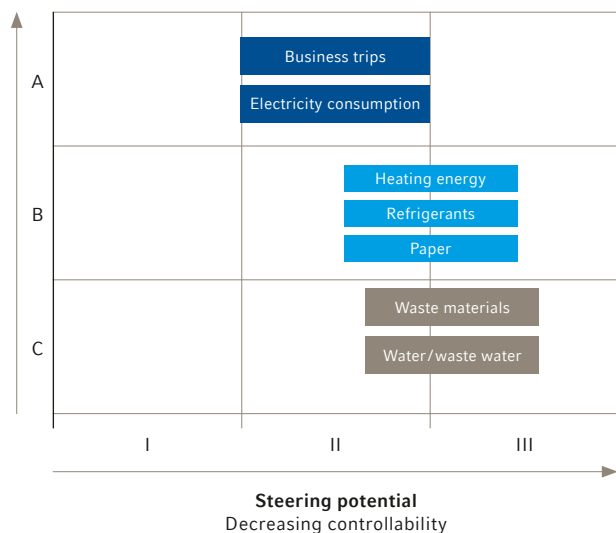 A
Business trips
Electricity consumption
B
Heating energy
Refrigerants
Paper
C
Waste materials
Water/waste water
I II III
Steering potential
Decreasing controllability